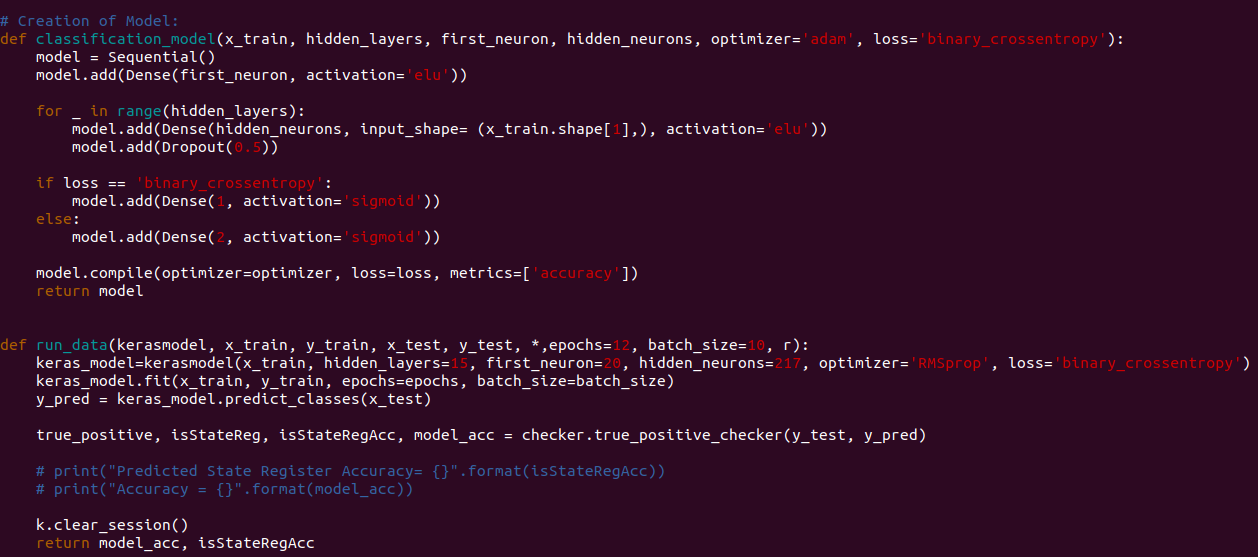 # Creation of Model:
def classification_model(x_train, hidden_layers, first_neuron, hidden_neurons, optimizer='adam', loss='binary_crossentropy'):
    model = Sequential()
    model.add(Dense(first_neuron, activation='elu'))

    for _ in range(hidden_layers):
        model.add(Dense(hidden_neurons, input_shape= (x_train.shape[1],), activation='elu'))
        model.add(Dropout(0.5))

    if loss == 'binary_crossentropy':
        model.add(Dense(1, activation='sigmoid'))
    else:
        model.add(Dense(2, activation='sigmoid'))

    model.compile(optimizer=optimizer, loss=loss, metrics=['accuracy'])
    return model


def run_data(kerasmodel, x_train, y_train, x_test, y_test, *,epochs=12, batch_size=10, r):
    keras_model=kerasmodel(x_train, hidden_layers=15, first_neuron=20, hidden_neurons=217, optimizer='RMSprop', loss='binary_crossentropy')
    keras_model.fit(x_train, y_train, epochs=epochs, batch_size=batch_size)
    y_pred = keras_model.predict_classes(x_test)

    true_positive, isStateReg, isStateRegAcc, model_acc = checker.true_positive_checker(y_test, y_pred)

    # print("Predicted State Register Accuracy= {}".format(isStateRegAcc))
    # print("Accuracy = {}".format(model_acc))

    k.clear_session()
    return model_acc, isStateRegAcc